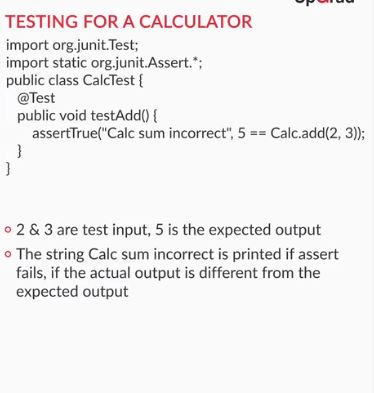 UpGrad
TESTING FOR A CALCULATOR
import org.junit.Test;
import static org.junit.Assert.*;
public class CalcTest {
@Test
public void testAdd() {
assertTrue("Calc sum incorrect", 5 == Calc.add(2, 3));
}
}
2 & 3 are test input, 5 is the expected output
The string Calc sum incorrect is printed if assert
fails, if the actual output is different from the
expected output